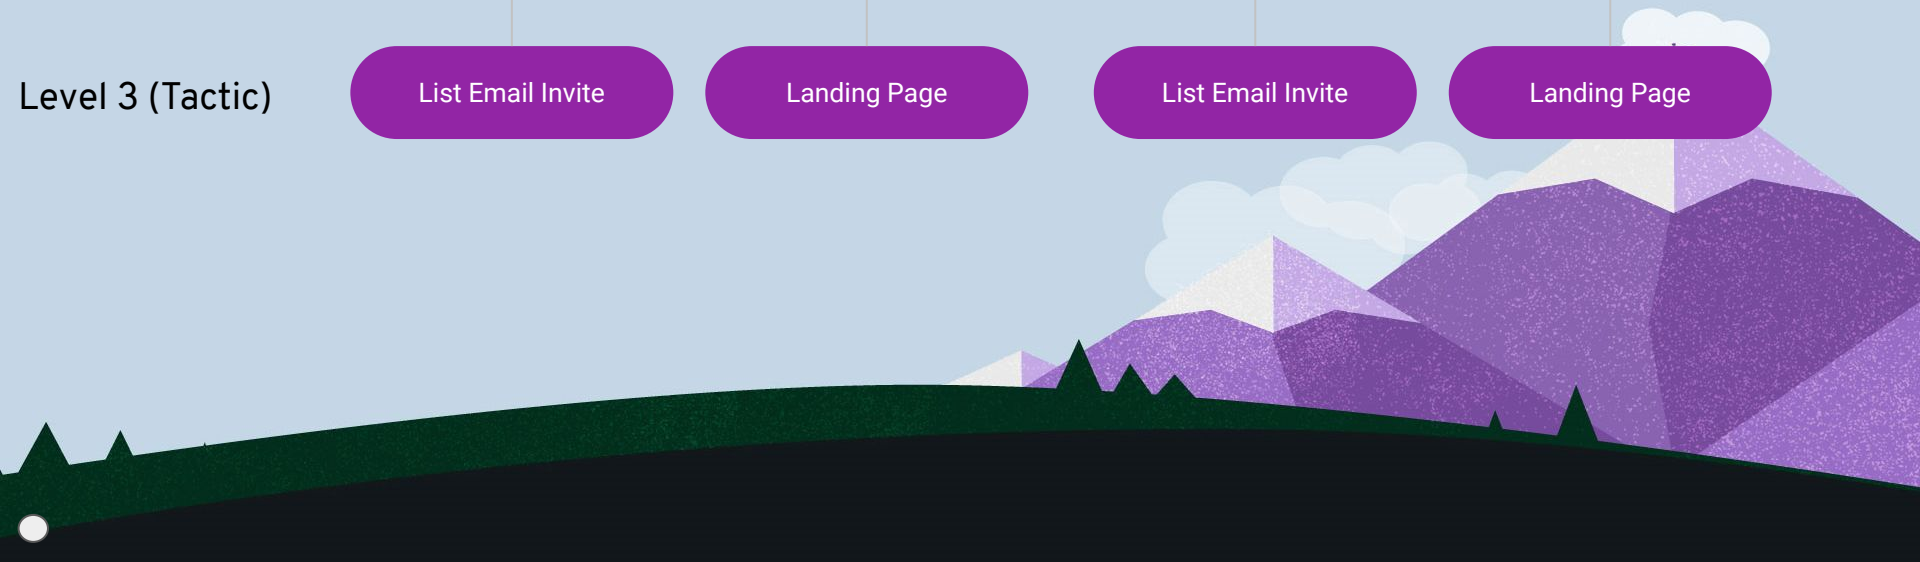 Level 3 (Tactic)
List Email Invite
Landing Page
List Email Invite
Landing Page